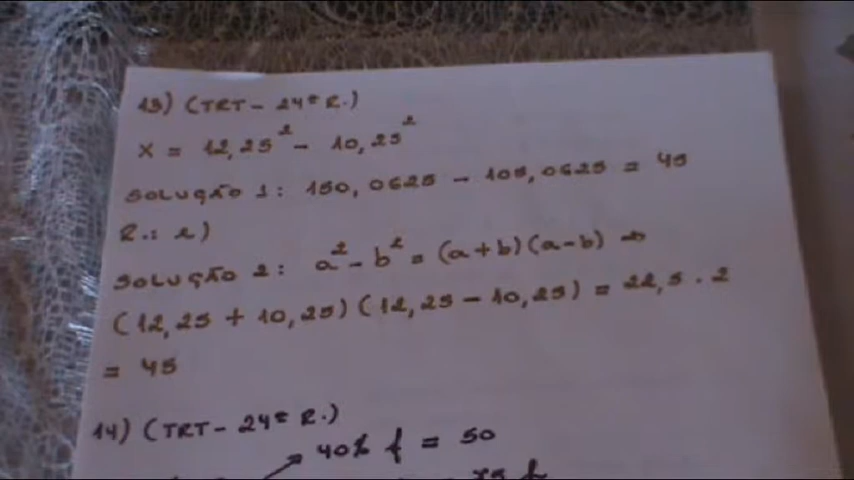 13) (TRT - 24ª R.)
X = 12,25² - 10,25²
SOLUÇÃO 1: 150,0625 - 105,0625 = 45
R.: e)
SOLUÇÃO 2: a² - b² = (a+b)(a-b) ⇒
(12,25 + 10,25)(12,25 - 10,25) = 22,5 . 2
= 45
14) (TRT - 24ª R.)
40% f = 50